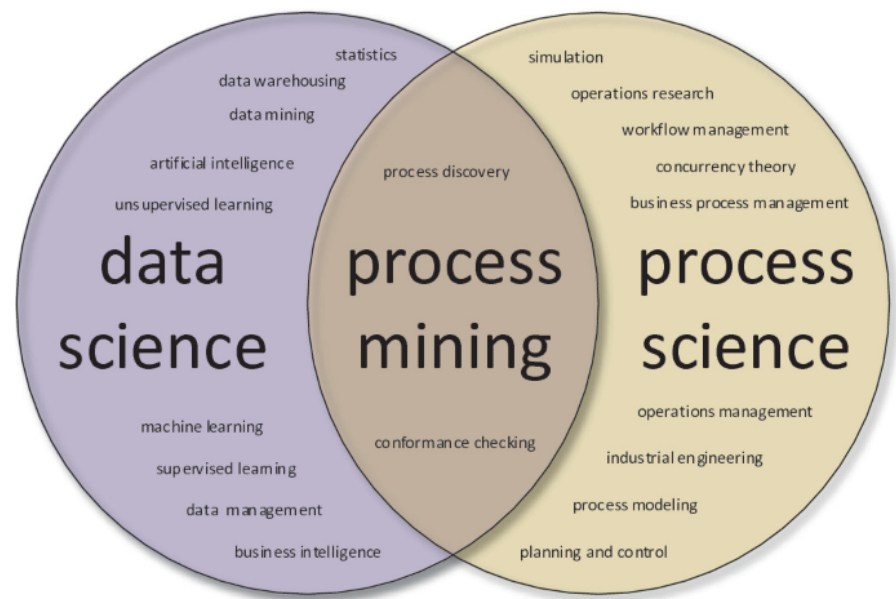 statistics
data warehousing
data mining
artificial intelligence
unsupervised learning
data
science
machine learning
supervised learning
data management
business intelligence
process discovery
process
mining
conformance checking
simulation
operations research
workflow management
concurrency theory
business process management
process
science
operations management
industrial engineering
process modeling
planning and control